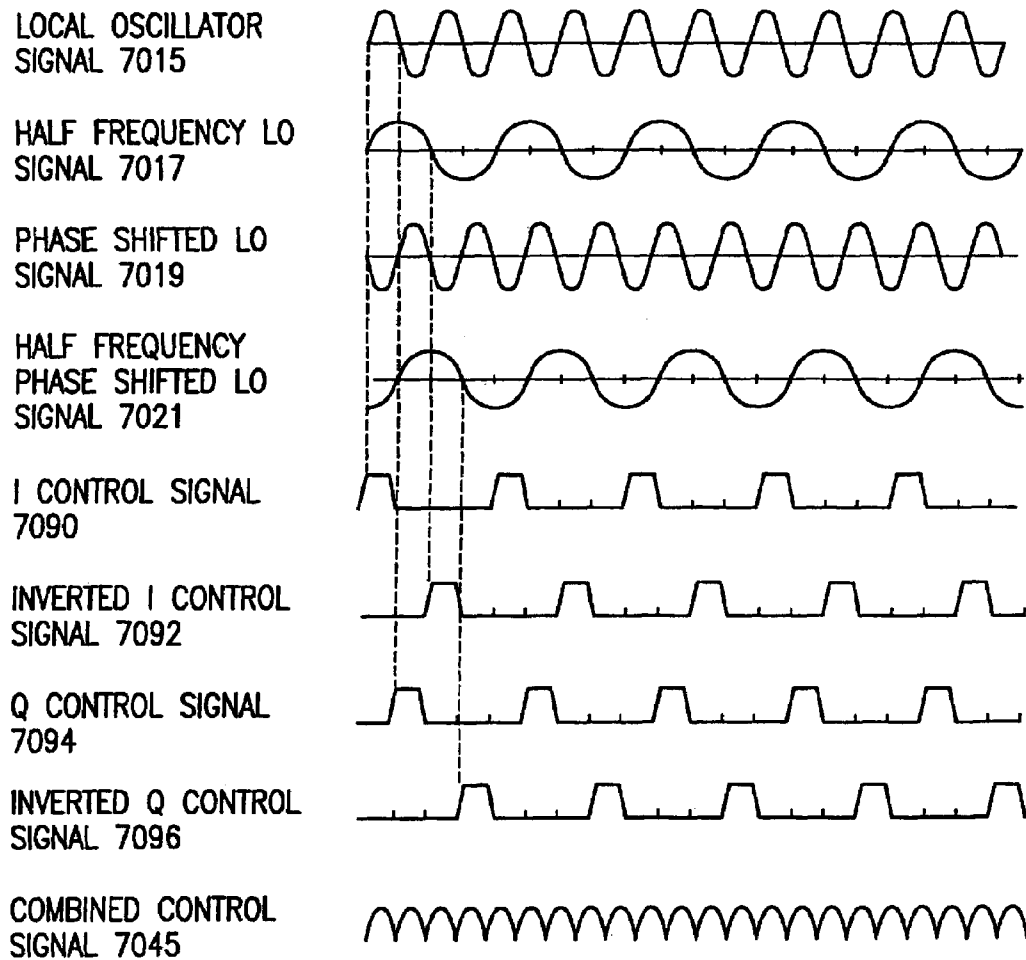 LOCAL OSCILLATOR
SIGNAL 7015
HALF FREQUENCY LO
SIGNAL 7017
PHASE SHIFTED LO
SIGNAL 7019
HALF FREQUENCY
PHASE SHIFTED LO
SIGNAL 7021
I CONTROL SIGNAL
7090
INVERTED I CONTROL
SIGNAL 7092
Q CONTROL SIGNAL
7094
INVERTED Q CONTROL
SIGNAL 7096
COMBINED CONTROL
SIGNAL 7045